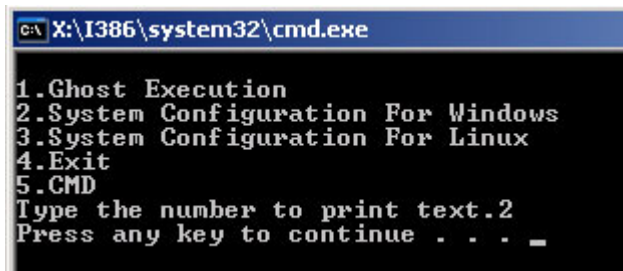 X:\I386\system32\cmd.exe
1.Ghost Execution
2.System Configuration For Windows
3.System Configuration For Linux
4.Exit
5.CMD
Type the number to print text.2
Press any key to continue . . . _